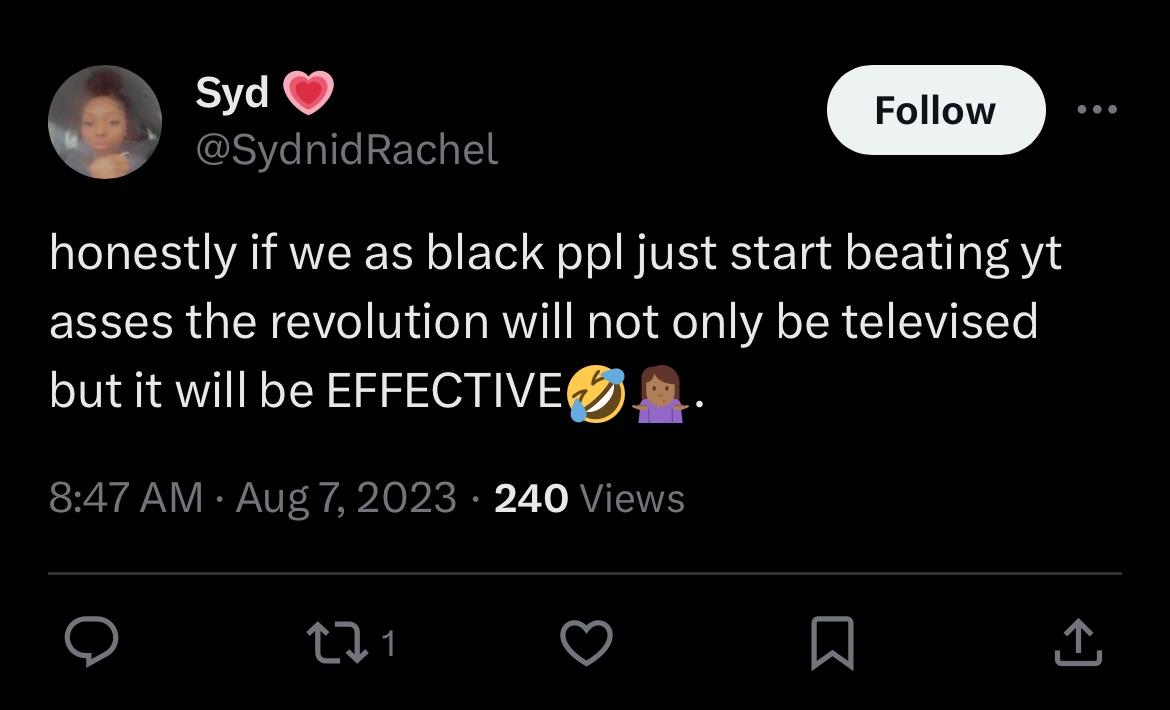 Syd 💗
@SydnidRachel
Follow
honestly if we as black ppl just start beating yt
asses the revolution will not only be televised
but it will be EFFECTIVE🤣🤷🏽‍♀️.
8:47 AM · Aug 7, 2023 · 240 Views
1